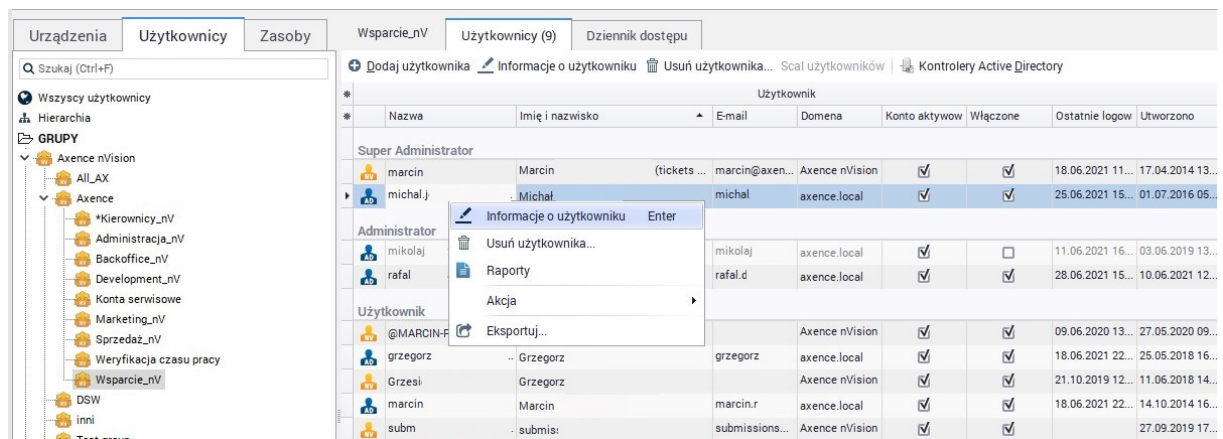 Urządzenia Użytkownicy Zasoby
Wsparcie_nV Użytkownicy (9) Dziennik dostępu
Szukaj (Ctrl+F)
Wszyscy użytkownicy
Hierarchia
GRUPY
Axence nVision
All_AX
Axence
*Kierownicy_nV
Administracja_nV
Backoffice_nV
Development_nV
Konta serwisowe
Marketing_nV
Sprzedaż_nV
Weryfikacja czasu pracy
Wsparcie_nV
DSW
inni
Test group
Dodaj użytkownika Informacje o użytkowniku Usuń użytkownika... Scal użytkowników Kontrolery Active Directory
Użytkownik
Nazwa Imię i nazwisko E-mail Domena Konto aktywow Włączone Ostatnie logow Utworzono
Super Administrator
marcin Marcin (tickets ... marcin@axen... Axence nVision 18.06.2021 11... 17.04.2014 13...
michal.j Michał michal axence.local 25.06.2021 15... 01.07.2016 05...
Administrator
mikolaj mikolaj axence.local 11.06.2021 16... 03.06.2019 13...
rafal rafal.d axence.local 28.06.2021 15... 10.06.2021 12...
Użytkownik
@MARCIN-F Axence nVision 09.06.2020 13... 27.05.2020 09...
grzegorz .. Grzegorz grzegorz axence.local 18.06.2021 22... 25.05.2018 16...
Grzesi Grzegorz Axence nVision 21.10.2019 12... 11.06.2018 14...
marcin Marcin marcin.r axence.local 18.06.2021 22... 14.10.2014 16...
subm submis: submissions... Axence nVision 27.09.2019 17...
Informacje o użytkowniku Enter
Usuń użytkownika...
Raporty
Akcja
Eksportuj...